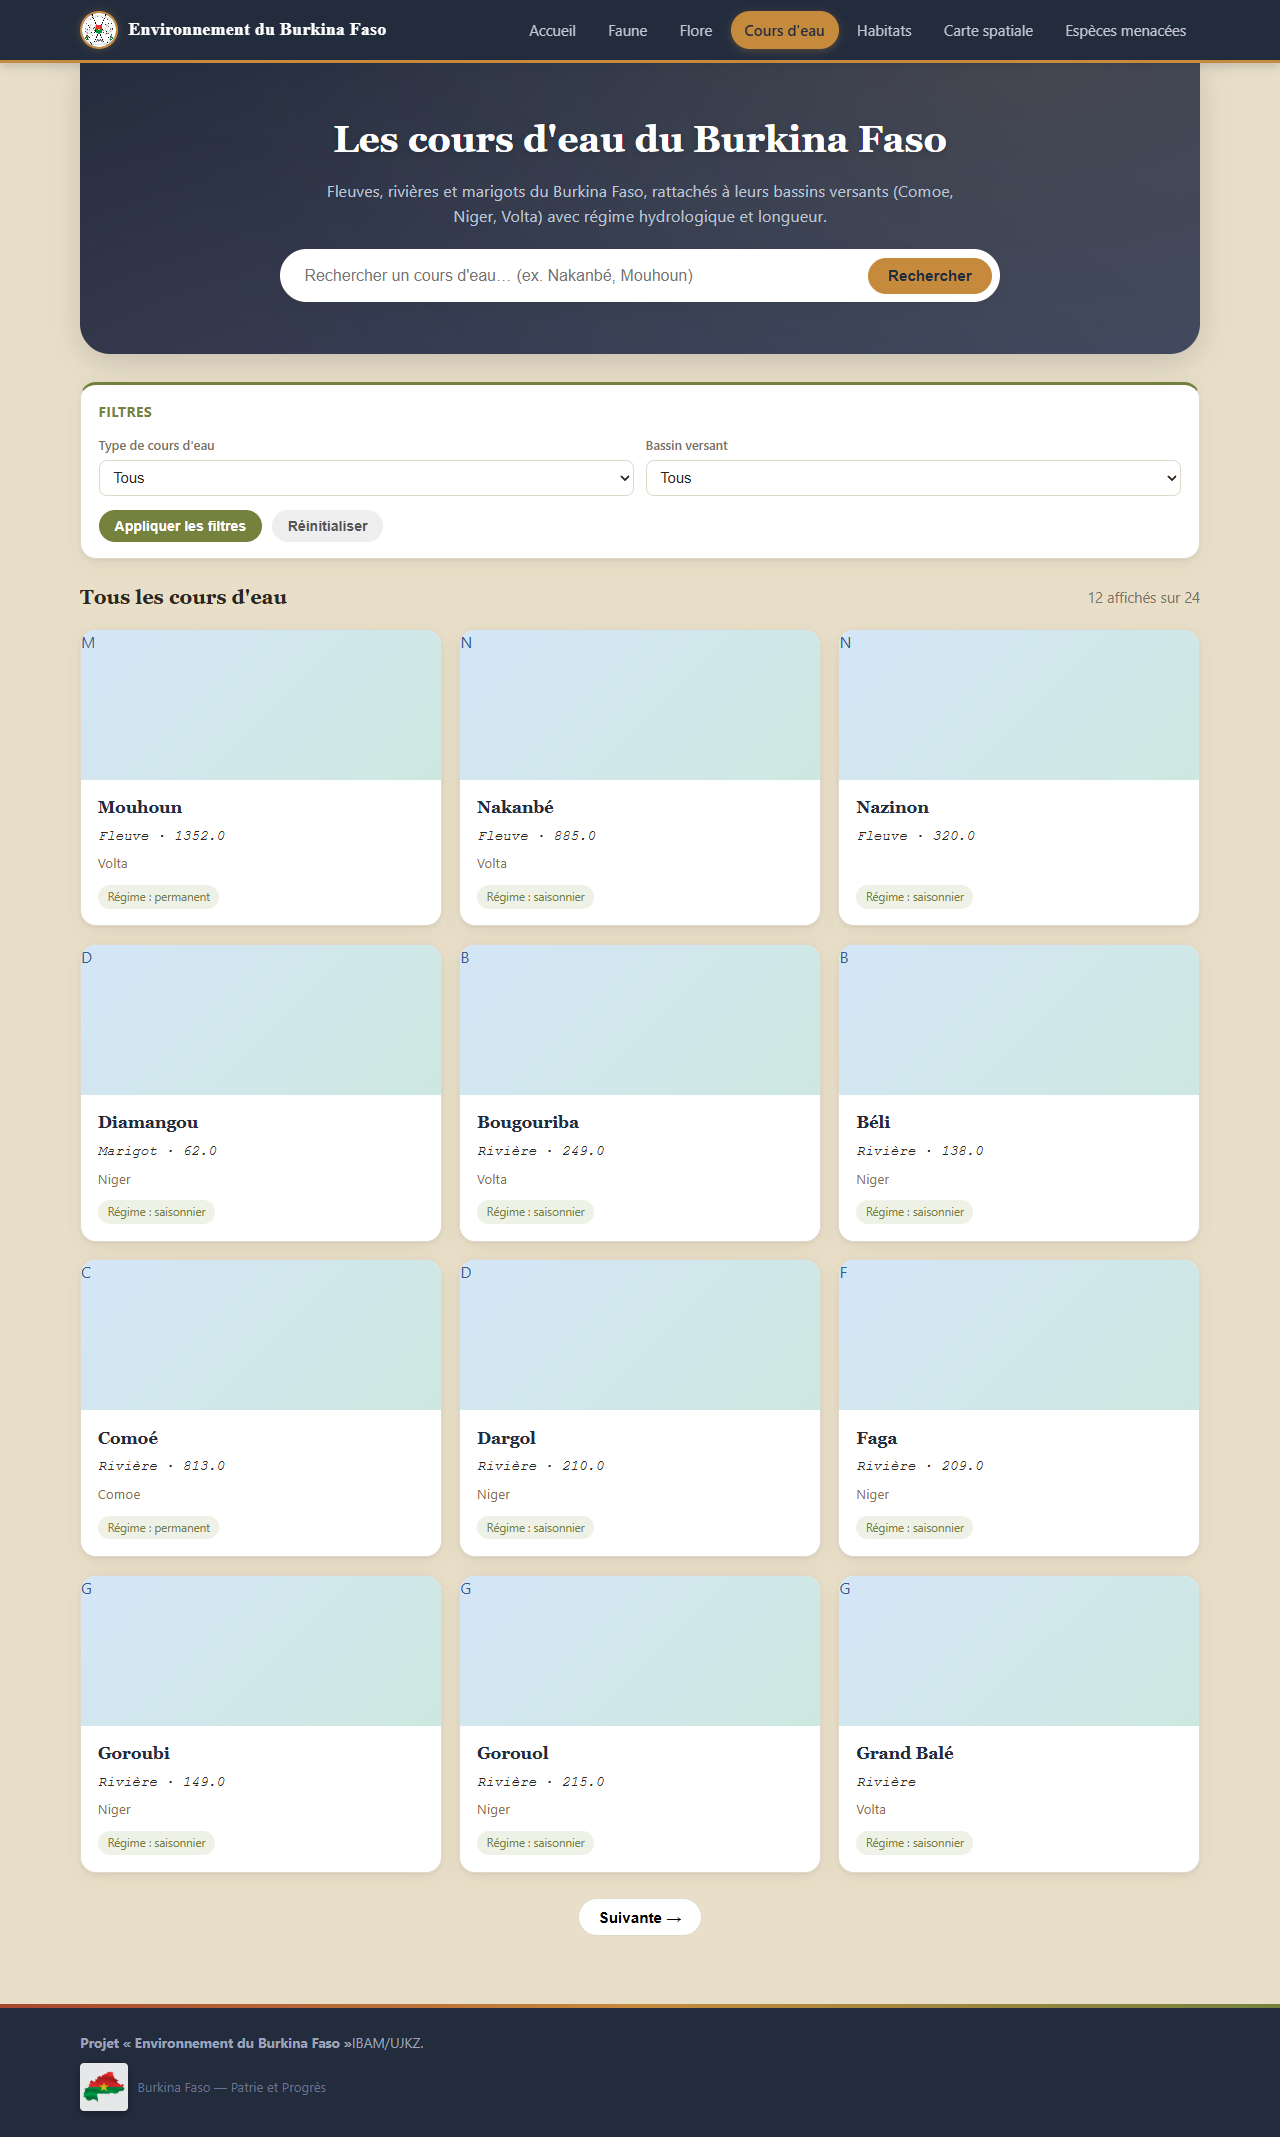 Environnement du Burkina Faso
Accueil
Faune
Flore
Cours d'eau
Habitats
Carte spatiale
Espèces menacées
Les cours d'eau du Burkina Faso
Fleuves, rivières et marigots du Burkina Faso, rattachés à leurs bassins versants (Comoe,
Niger, Volta) avec régime hydrologique et longueur.
Rechercher un cours d'eau… (ex. Nakanbé, Mouhoun)
Rechercher
FILTRES
Type de cours d'eau
Tous
Bassin versant
Tous
Appliquer les filtres
Réinitialiser
Tous les cours d'eau
12 affichés sur 24
M
Mouhoun
Fleuve · 1352.0
Volta
Régime : permanent
N
Nakanbé
Fleuve · 885.0
Volta
Régime : saisonnier
N
Nazinon
Fleuve · 320.0
Régime : saisonnier
D
Diamangou
Marigot · 62.0
Niger
Régime : saisonnier
B
Bougouriba
Rivière · 249.0
Volta
Régime : saisonnier
B
Béli
Rivière · 138.0
Niger
Régime : saisonnier
C
Comoé
Rivière · 813.0
Comoe
Régime : permanent
D
Dargol
Rivière · 210.0
Niger
Régime : saisonnier
F
Faga
Rivière · 209.0
Niger
Régime : saisonnier
G
Goroubi
Rivière · 149.0
Niger
Régime : saisonnier
G
Gorouol
Rivière · 215.0
Niger
Régime : saisonnier
G
Grand Balé
Rivière
Volta
Régime : saisonnier
Suivante →
Projet « Environnement du Burkina Faso »IBAM/UJKZ.
Burkina Faso — Patrie et Progrès